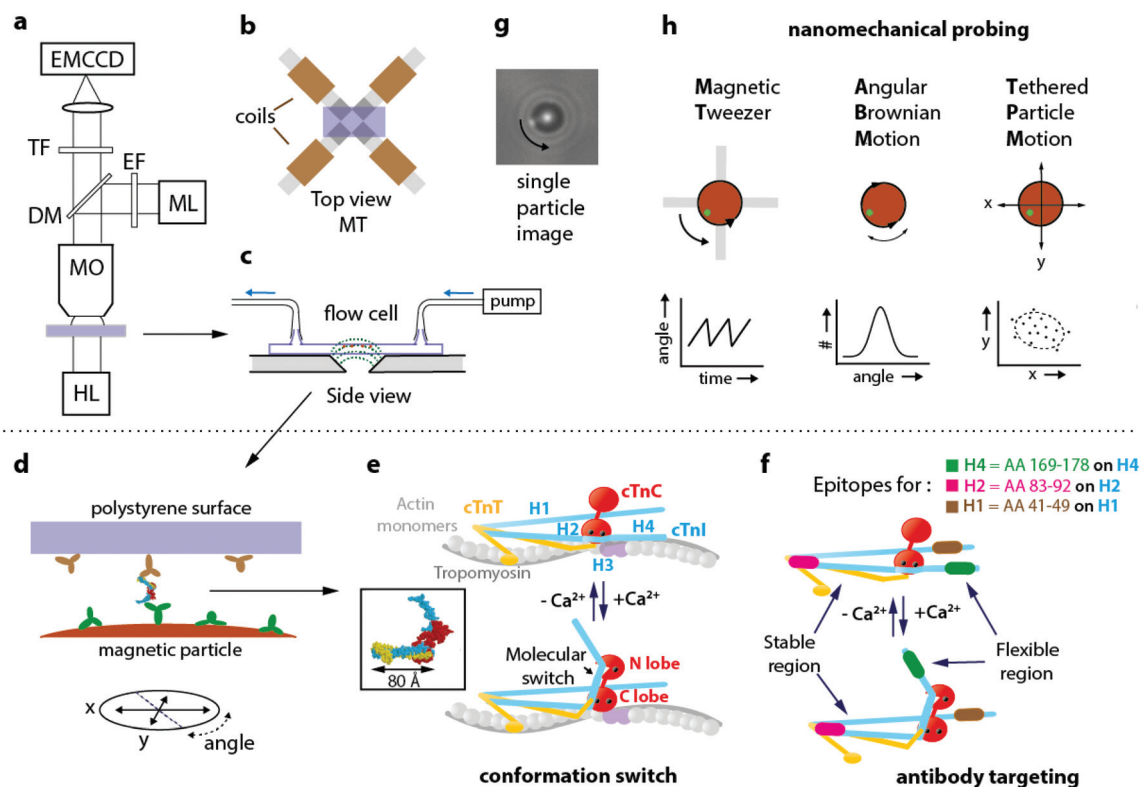 a
EMCCD
TF
EF
DM
ML
MO
HL
b
coils
Top view
MT
c
pump
flow cell
Side view
g
single
particle
image
h
nanomechanical probing
Magnetic
Tweezer
Angular
Brownian
Motion
Tethered
Particle
Motion
x
y
angle
time
#
angle
y
x
d
polystyrene surface
magnetic particle
x
y
angle
e
Actin
monomers
cTnT
H1
cTnC
H2
H4
cTnI
Tropomyosin
H3
- Ca²⁺
+Ca²⁺
80 Å
Molecular
switch
N lobe
C lobe
conformation switch
f
Epitopes for :
H4 = AA 169-178 on H4
H2 = AA 83-92 on H2
H1 = AA 41-49 on H1
- Ca²⁺
+Ca²⁺
Stable
region
Flexible
region
antibody targeting